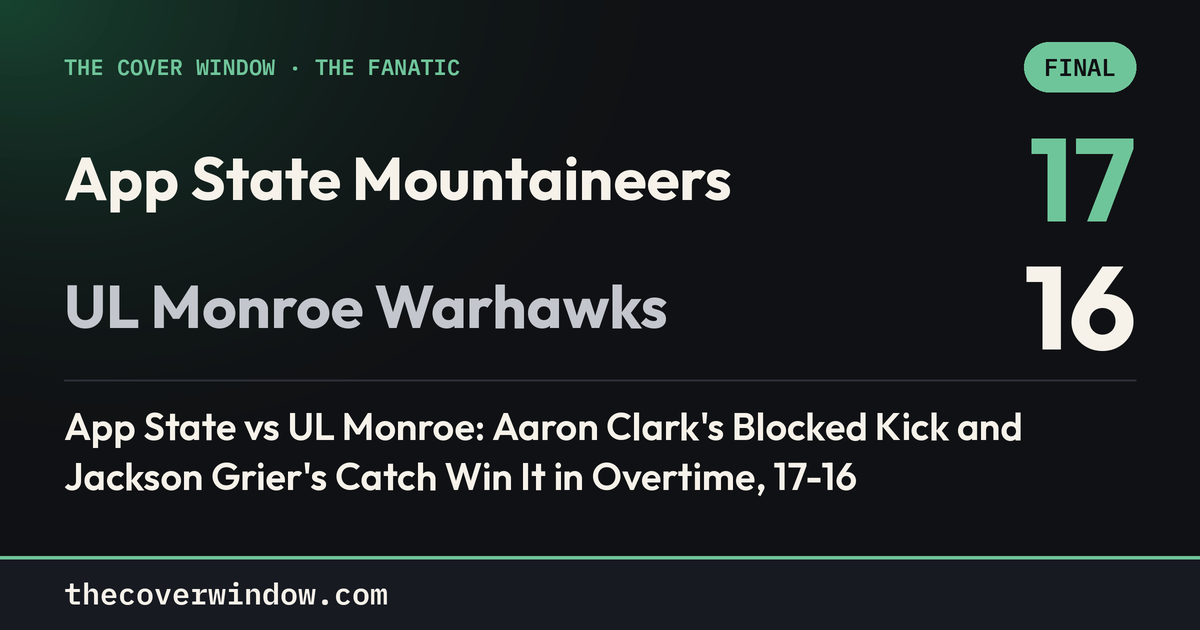 THE COVER WINDOW · THE FANATIC
FINAL
App State Mountaineers 17
UL Monroe Warhawks 16
App State vs UL Monroe: Aaron Clark's Blocked Kick and
Jackson Grier's Catch Win It in Overtime, 17-16
thecoverwindow.com